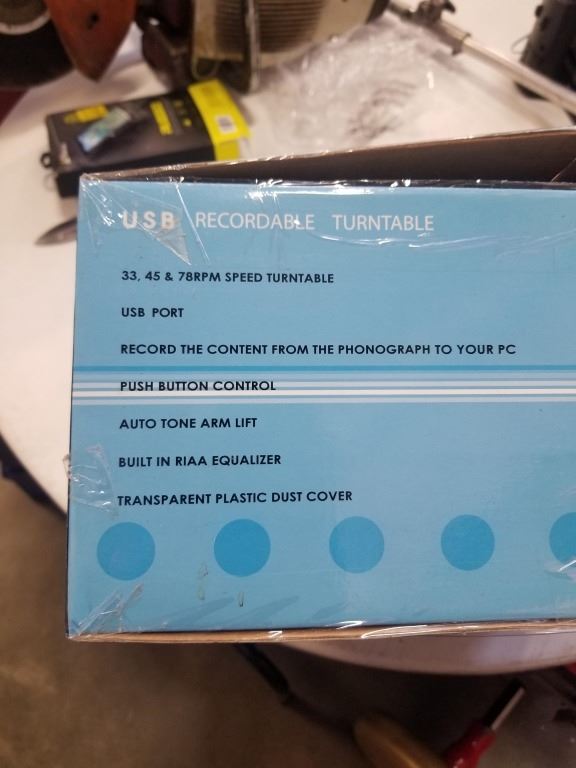 USB RECORDABLE TURNTABLE
33, 45 & 78RPM SPEED TURNTABLE
USB PORT
RECORD THE CONTENT FROM THE PHONOGRAPH TO YOUR PC
PUSH BUTTON CONTROL
AUTO TONE ARM LIFT
BUILT IN RIAA EQUALIZER
TRANSPARENT PLASTIC DUST COVER